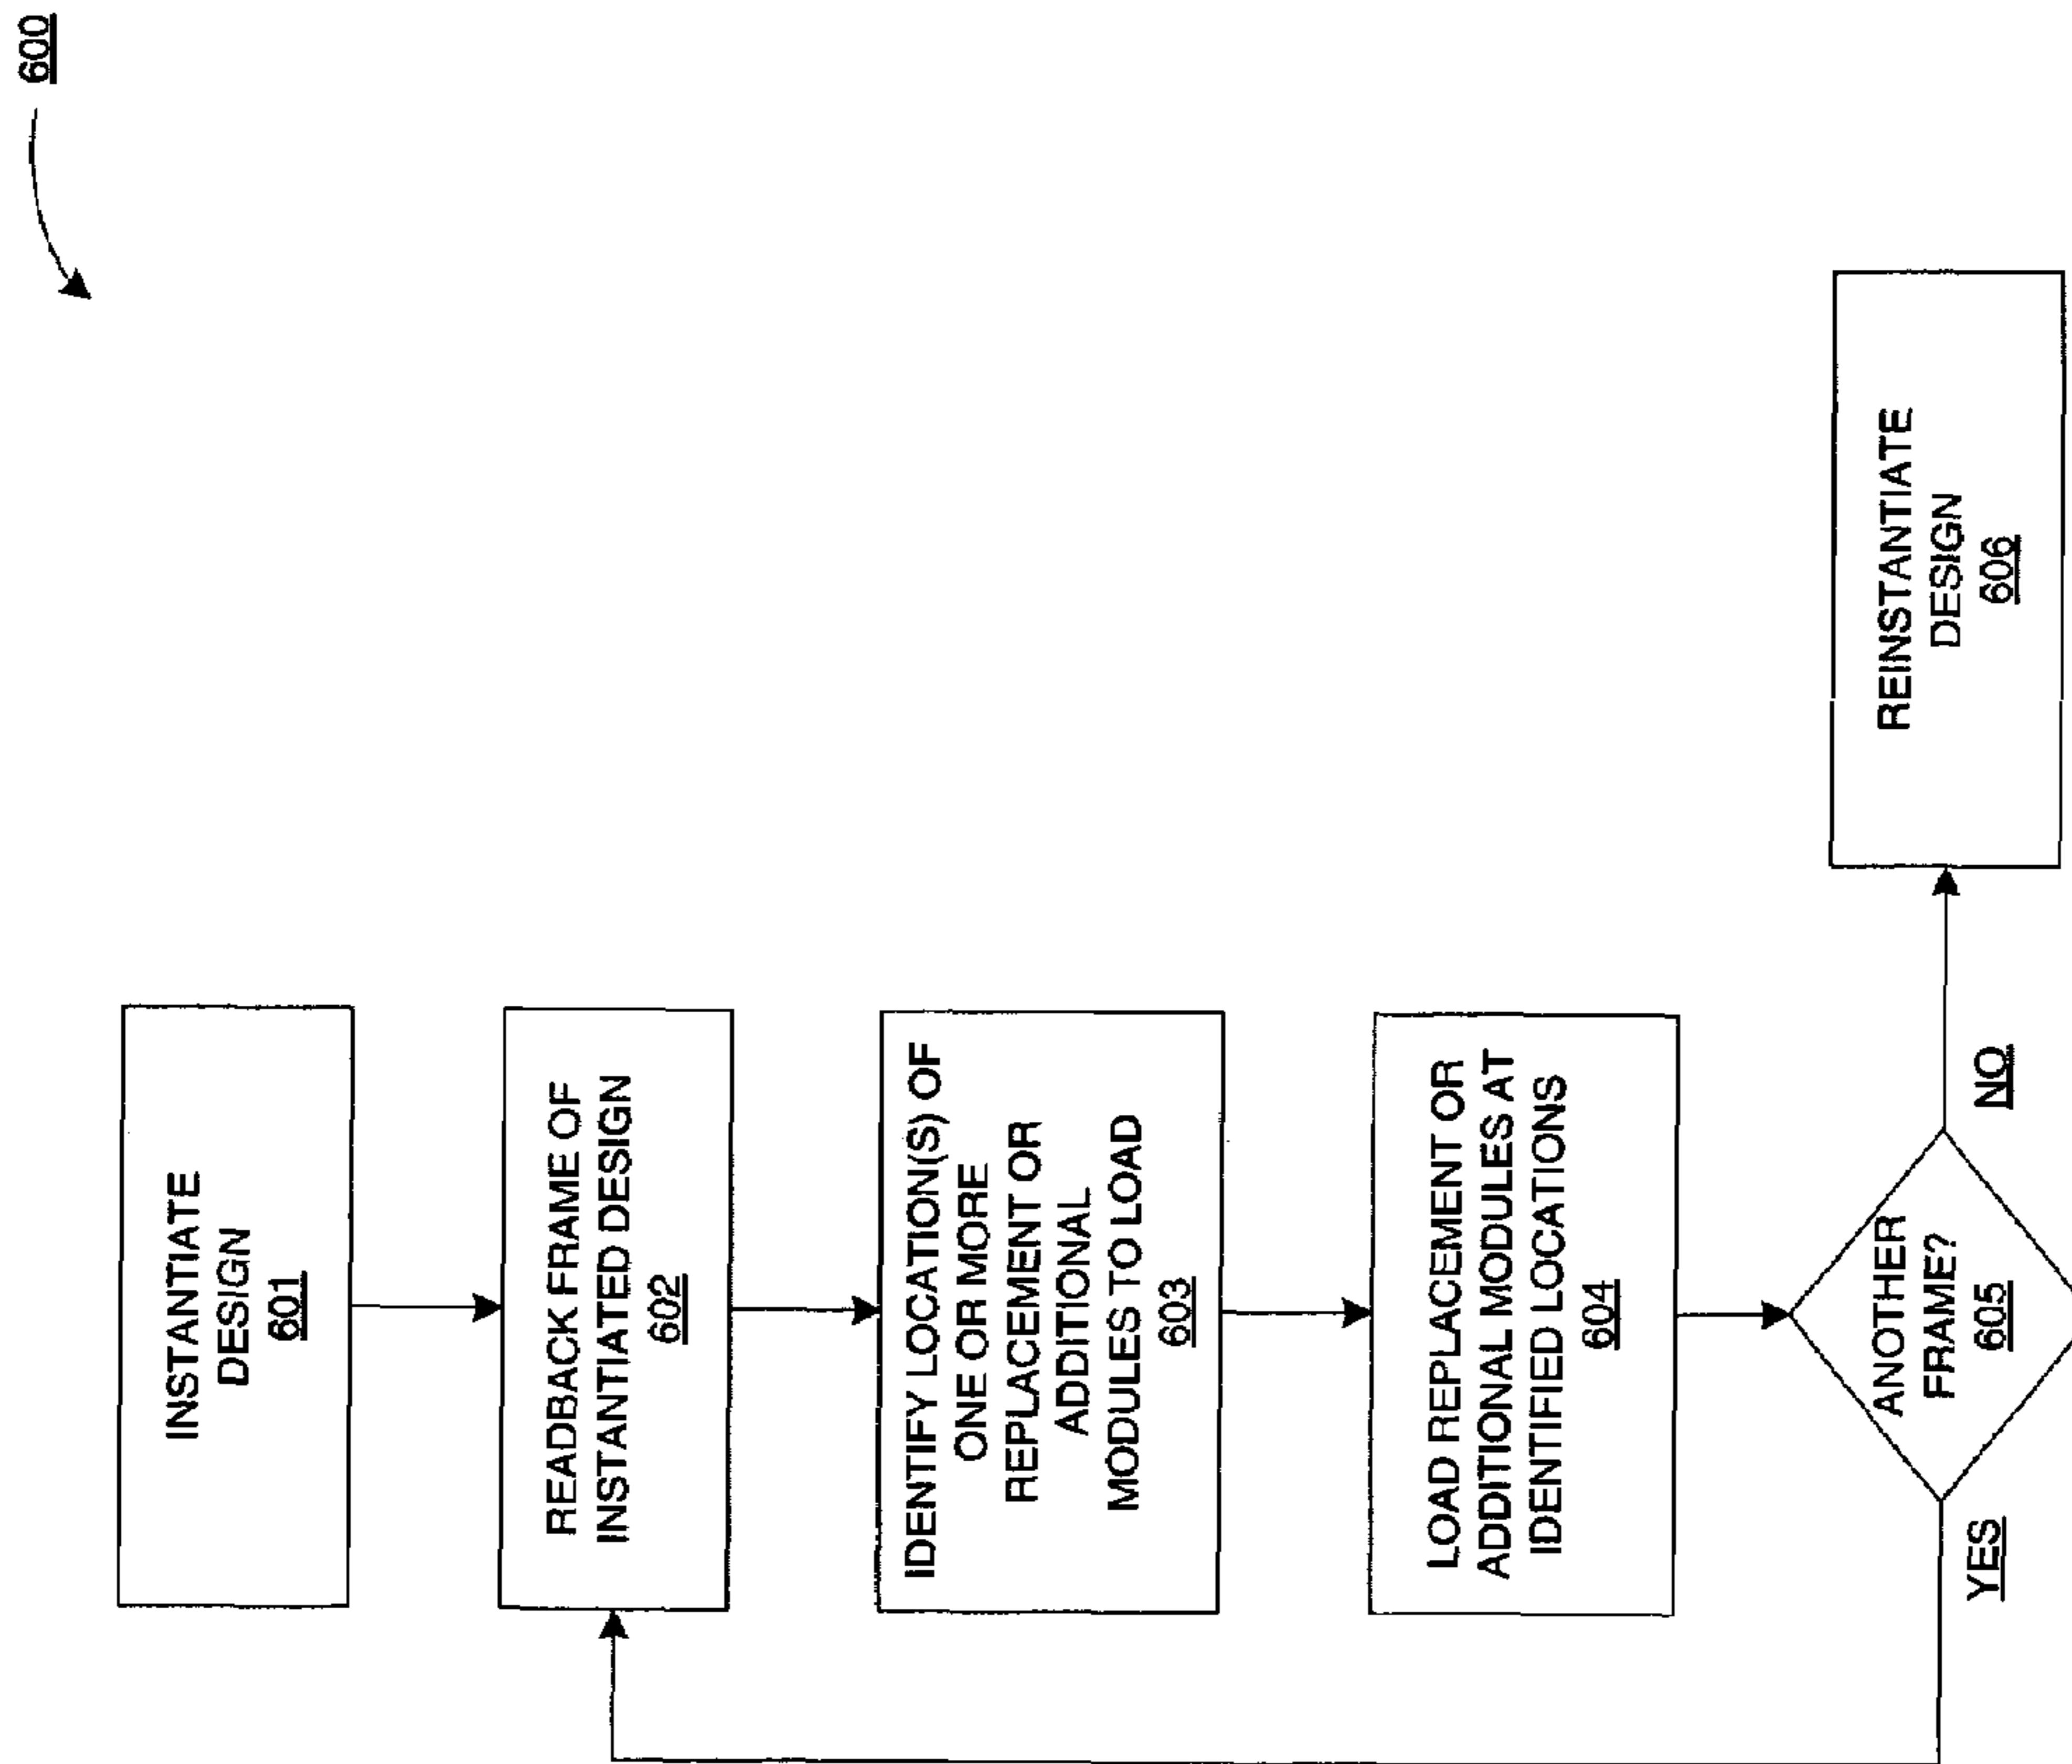 600
INSTANTIATE
DESIGN
601
READBACK FRAME OF
INSTANTIATED DESIGN
602
IDENTIFY LOCATION(S) OF
ONE OR MORE
REPLACEMENT OR
ADDITIONAL
MODULES TO LOAD
603
LOAD REPLACEMENT OR
ADDITIONAL MODULES AT
IDENTIFIED LOCATIONS
604
ANOTHER
FRAME?
605
YES
NO
REINSTANTIATE
DESIGN
606